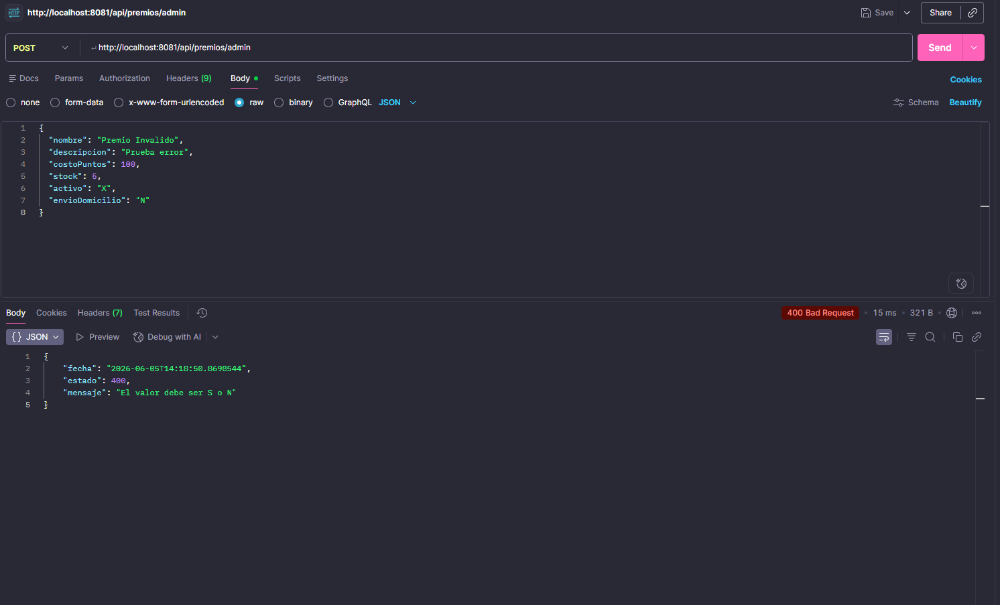 HTTP http://localhost:8081/api/premios/admin Save Share
POST http://localhost:8081/api/premios/admin Send
Docs Params Authorization Headers (9) Body Scripts Settings Cookies
none form-data x-www-form-urlencoded raw binary GraphQL JSON Schema Beautify
1 {
2 "nombre": "Premio Invalido",
3 "descripcion": "Prueba error",
4 "costoPuntos": 100,
5 "stock": 5,
6 "activo": "X",
7 "envioDomicilio": "N"
8 }
Body Cookies Headers (7) Test Results 400 Bad Request • 15 ms • 321 B •
{} JSON Preview Debug with AI
1 {
2 "fecha": "2026-06-05T14:18:50.8698544",
3 "estado": 400,
4 "mensaje": "El valor debe ser S o N"
5 }